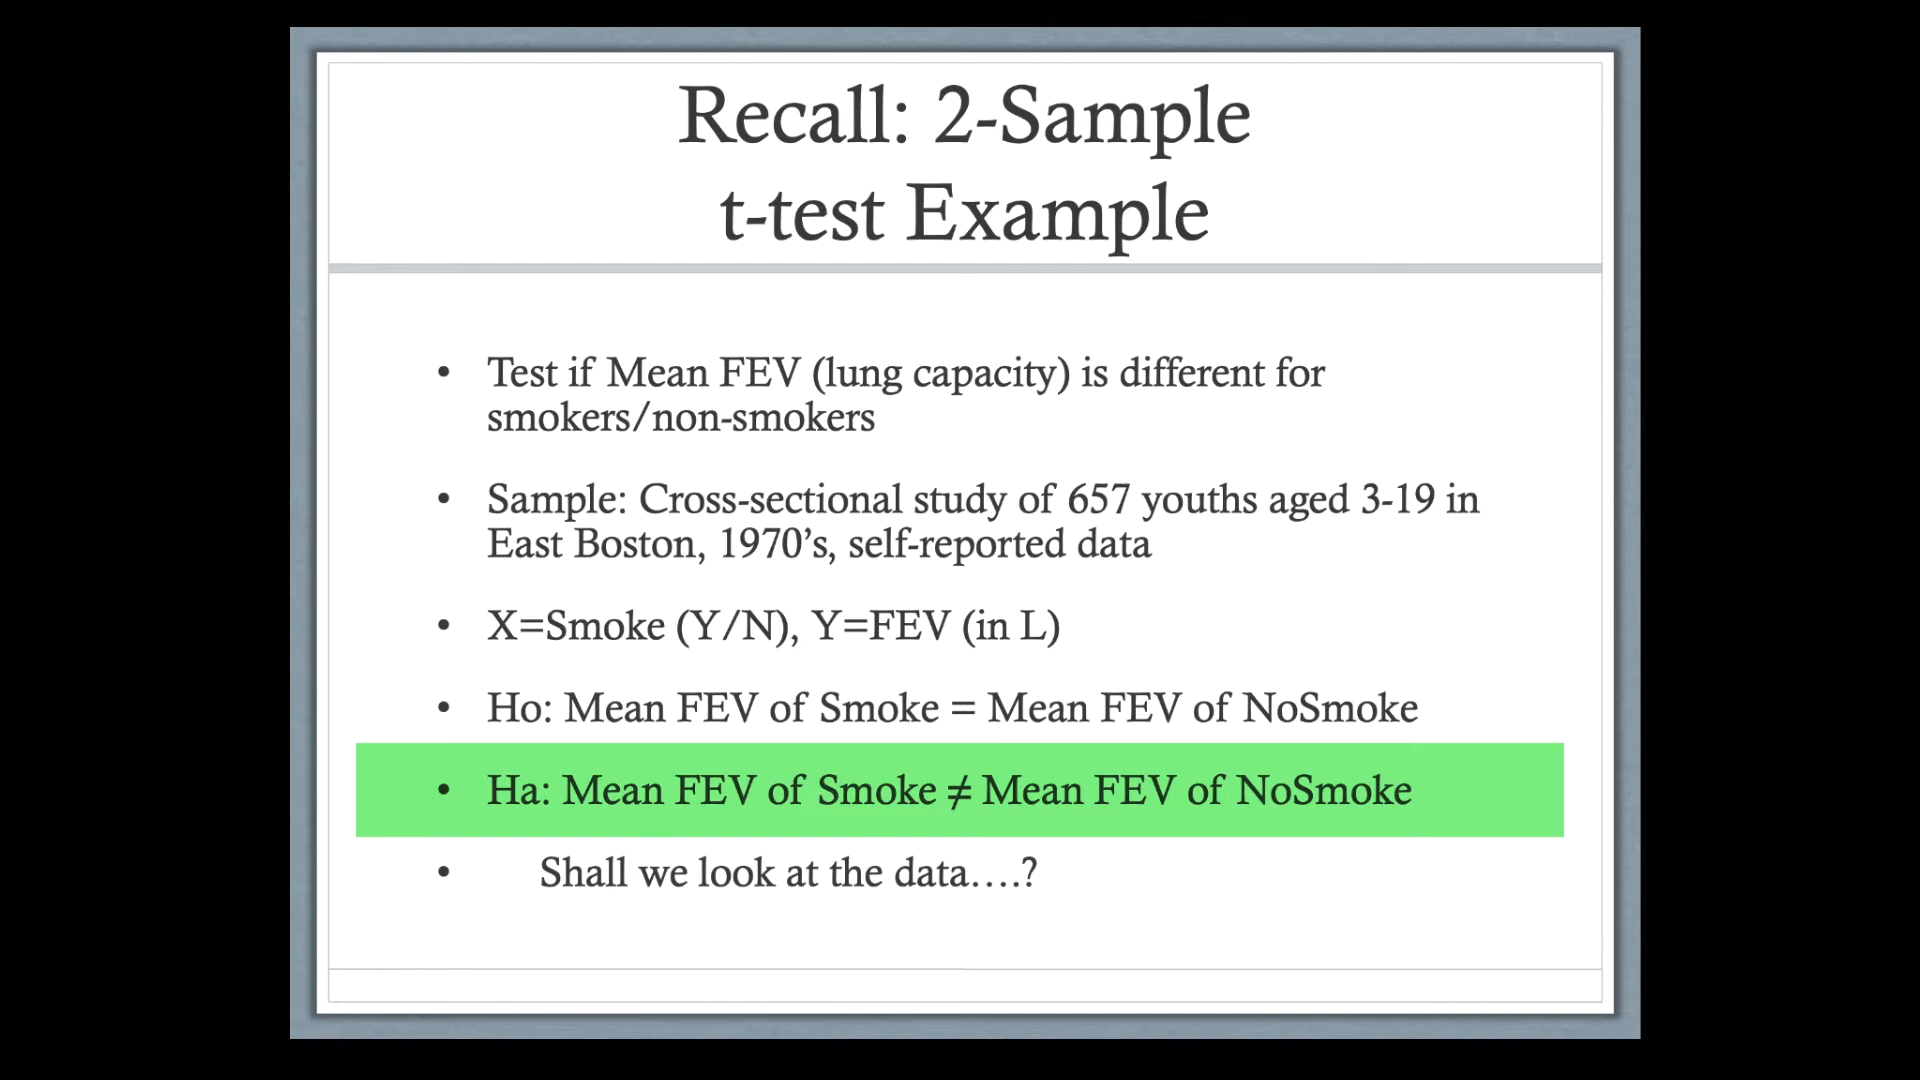 Recall: 2-Sample
t-test Example
• Test if Mean FEV (lung capacity) is different for
smokers/non-smokers
• Sample: Cross-sectional study of 657 youths aged 3-19 in
East Boston, 1970’s, self-reported data
• X=Smoke (Y/N), Y=FEV (in L)
• Ho: Mean FEV of Smoke = Mean FEV of NoSmoke
• Ha: Mean FEV of Smoke ≠ Mean FEV of NoSmoke
• Shall we look at the data….?